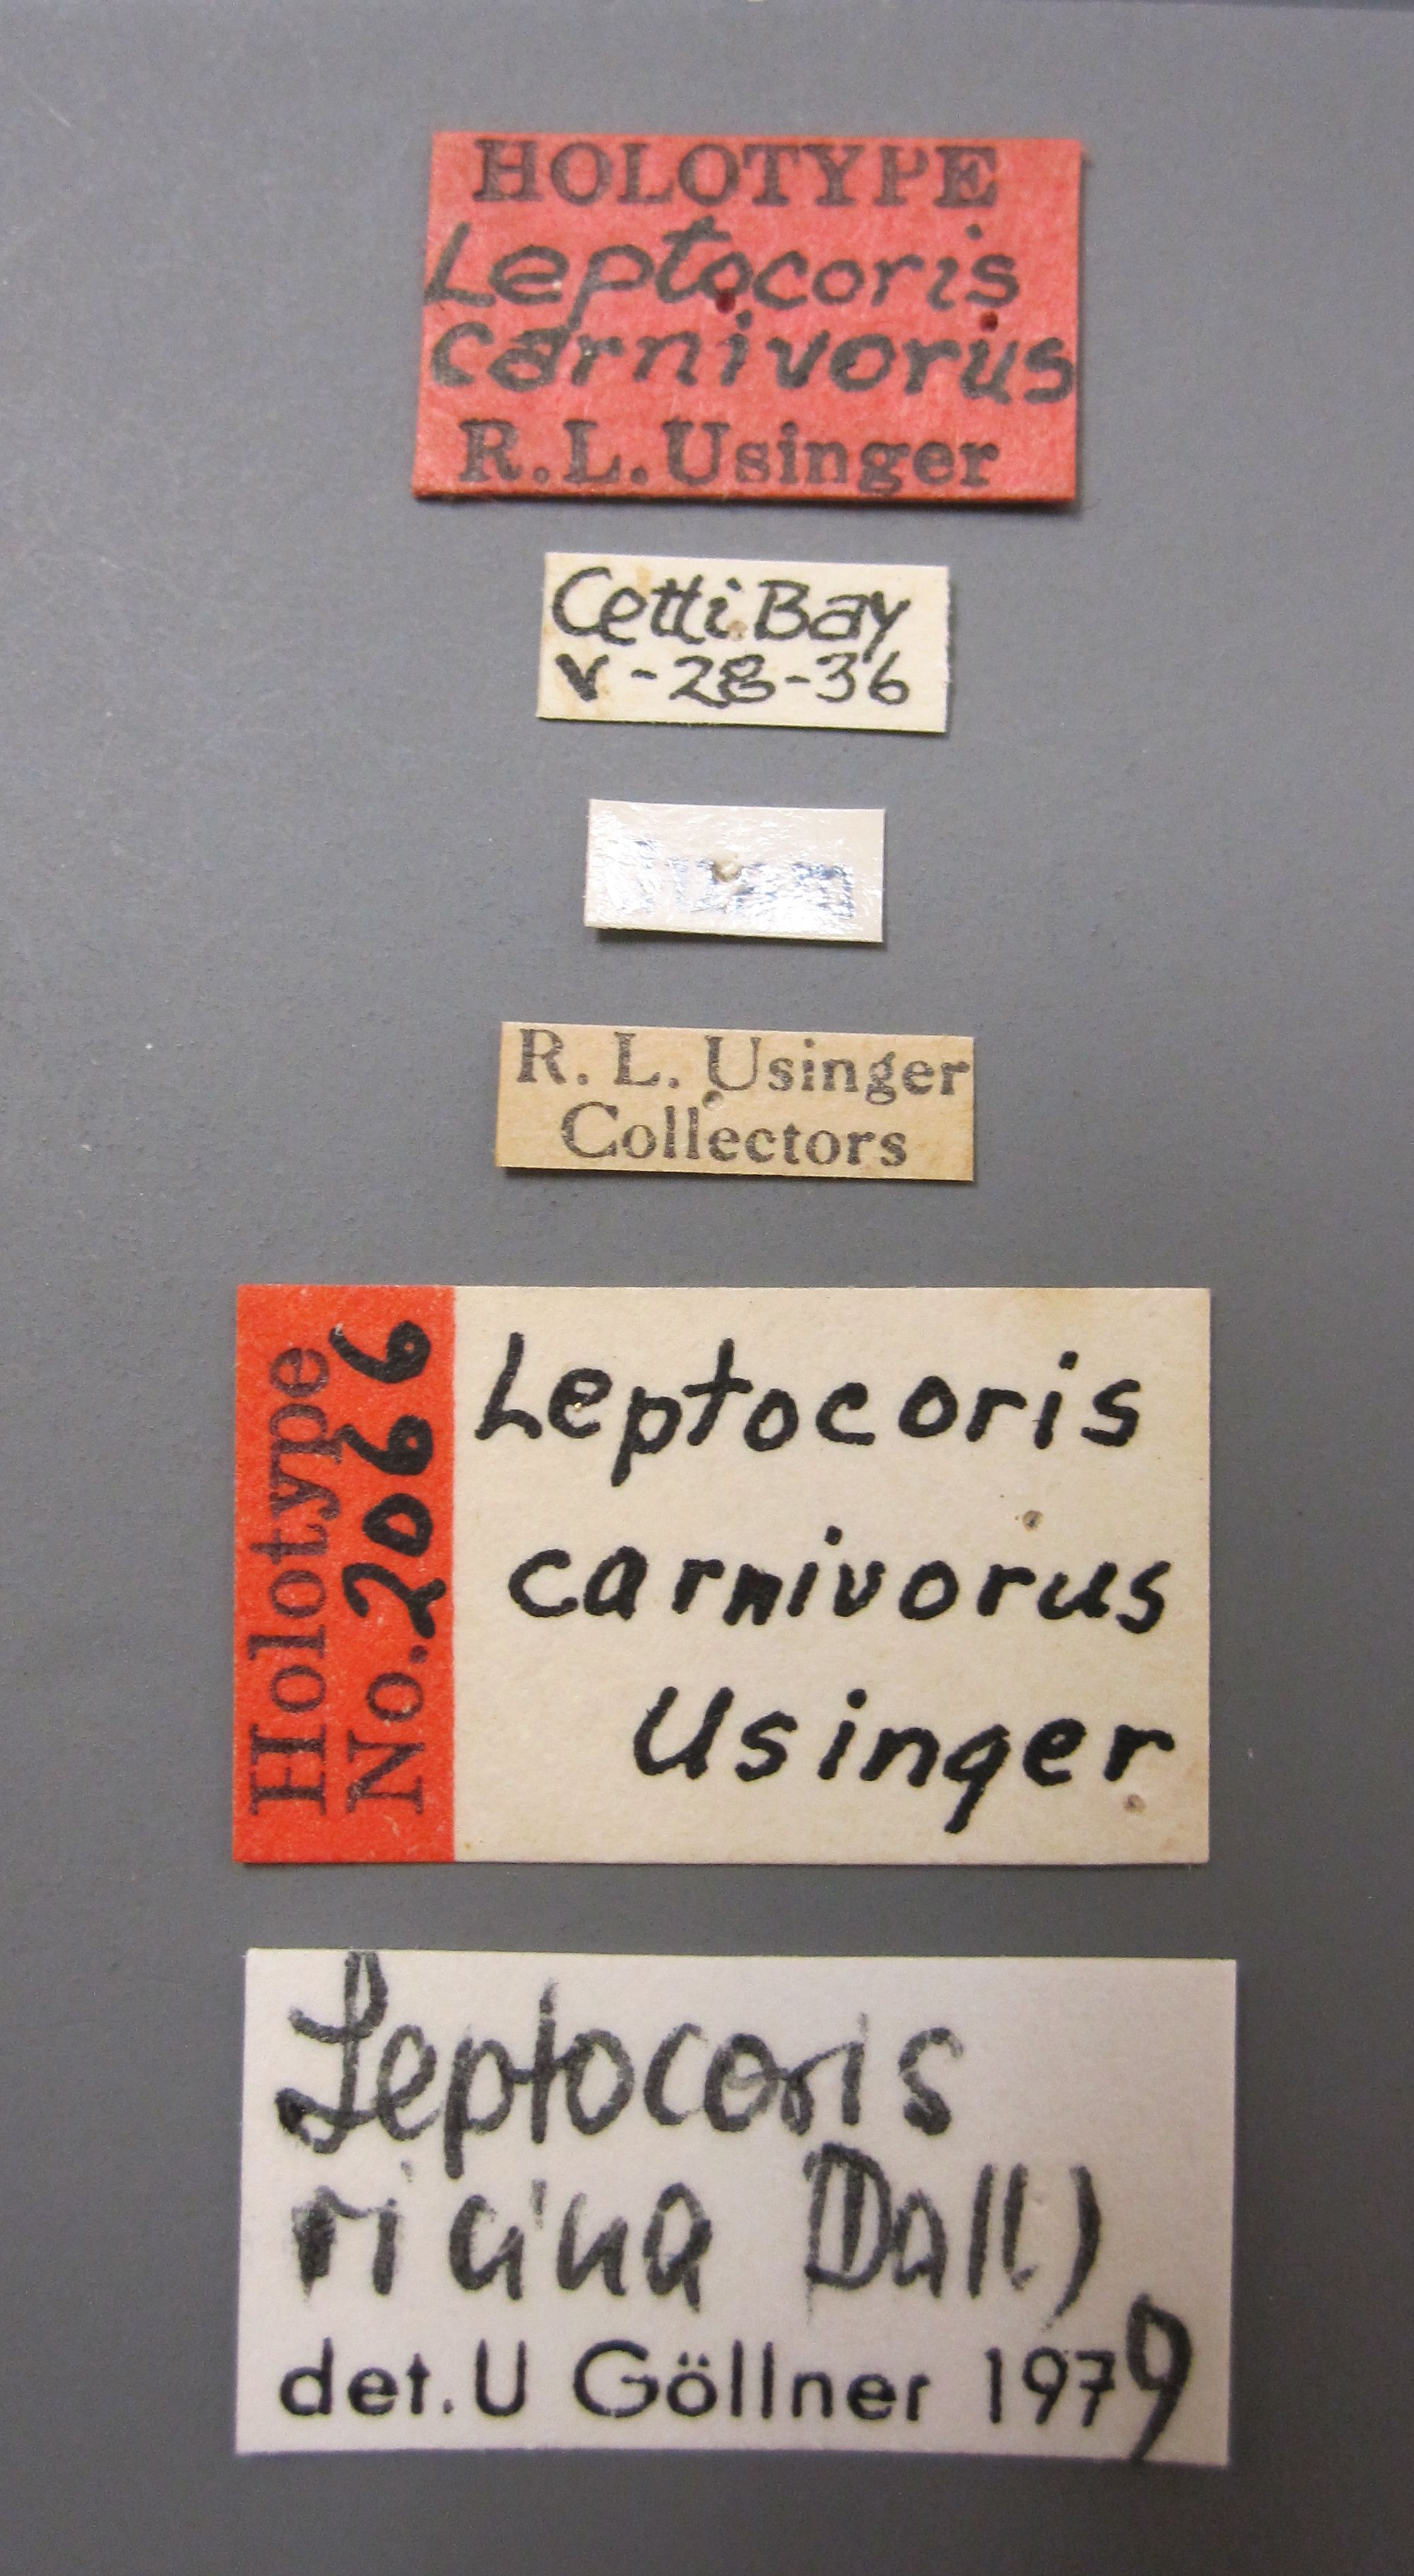 HOLOTYPE
Leptocoris
carnivorus
R.L.Usinger
Cetti Bay
V-28-36
R. L. Usinger
Collectors
Holotype
No. 2066
Leptocoris
carnivorus
Usinger
Leptocoris
ricina Dall)
det. U Göllner 1979